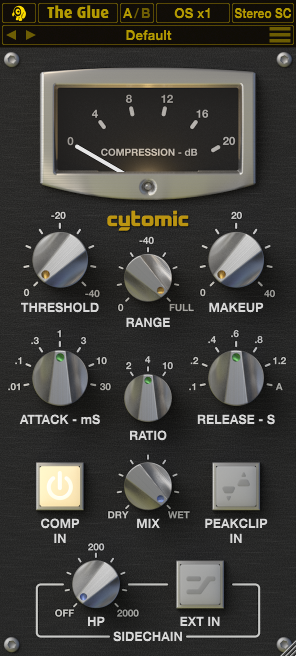 The Glue A/B OS x1 Stereo SC
Default
0 4 8 12 16 20
COMPRESSION - dB
cytomic
-20
0 -40
THRESHOLD
-40
0 FULL
RANGE
20
0 40
MAKEUP
.01 .1 .3 1 3 10 30
ATTACK - mS
2 4 10
RATIO
.1 .2 .4 .6 .8 1.2 A
RELEASE - S
COMP
IN
DRY WET
MIX
PEAKCLIP
IN
200
OFF 2000
HP
EXT IN
SIDECHAIN